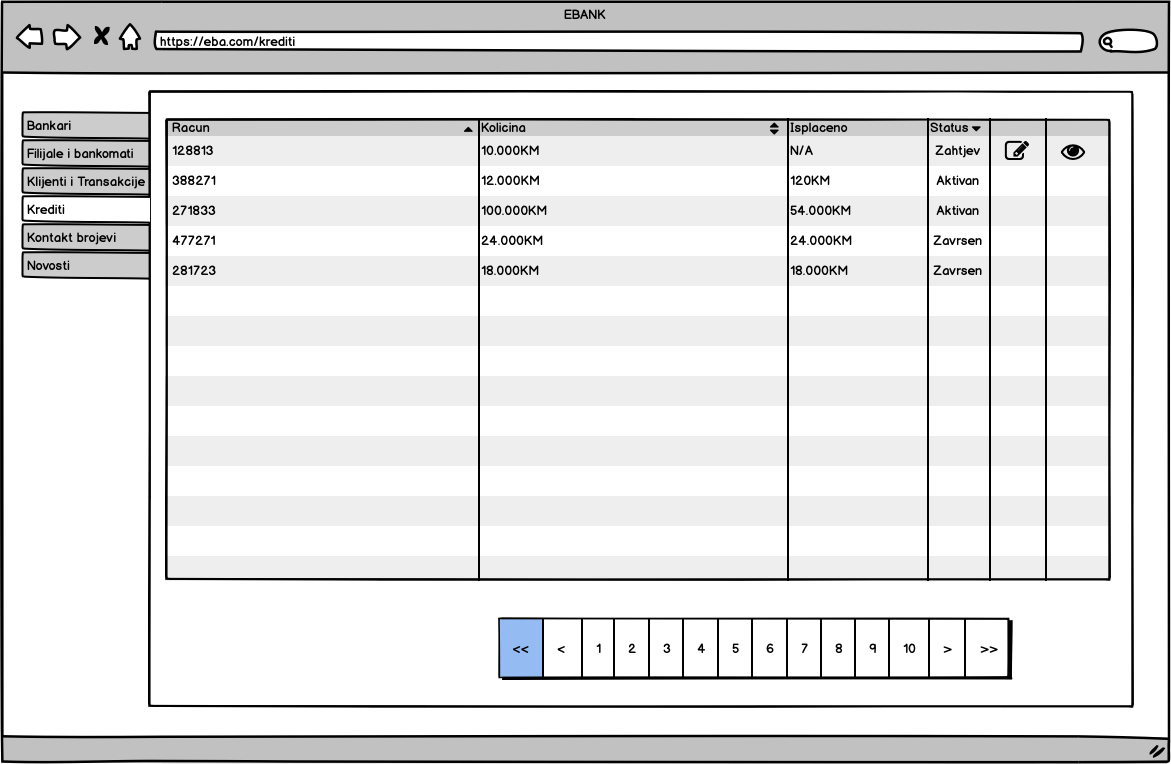 EBANK
https://eba.com/krediti
Bankari
Filijale i bankomati
Klijenti i Transakcije
Krediti
Kontakt brojevi
Novosti
Racun Kolicina Isplaceno Status
128813 10.000KM N/A Zahtjev
388271 12.000KM 120KM Aktivan
271833 100.000KM 54.000KM Aktivan
477271 24.000KM 24.000KM Zavrsen
281723 18.000KM 18.000KM Zavrsen
<< < 1 2 3 4 5 6 7 8 9 10 > >>